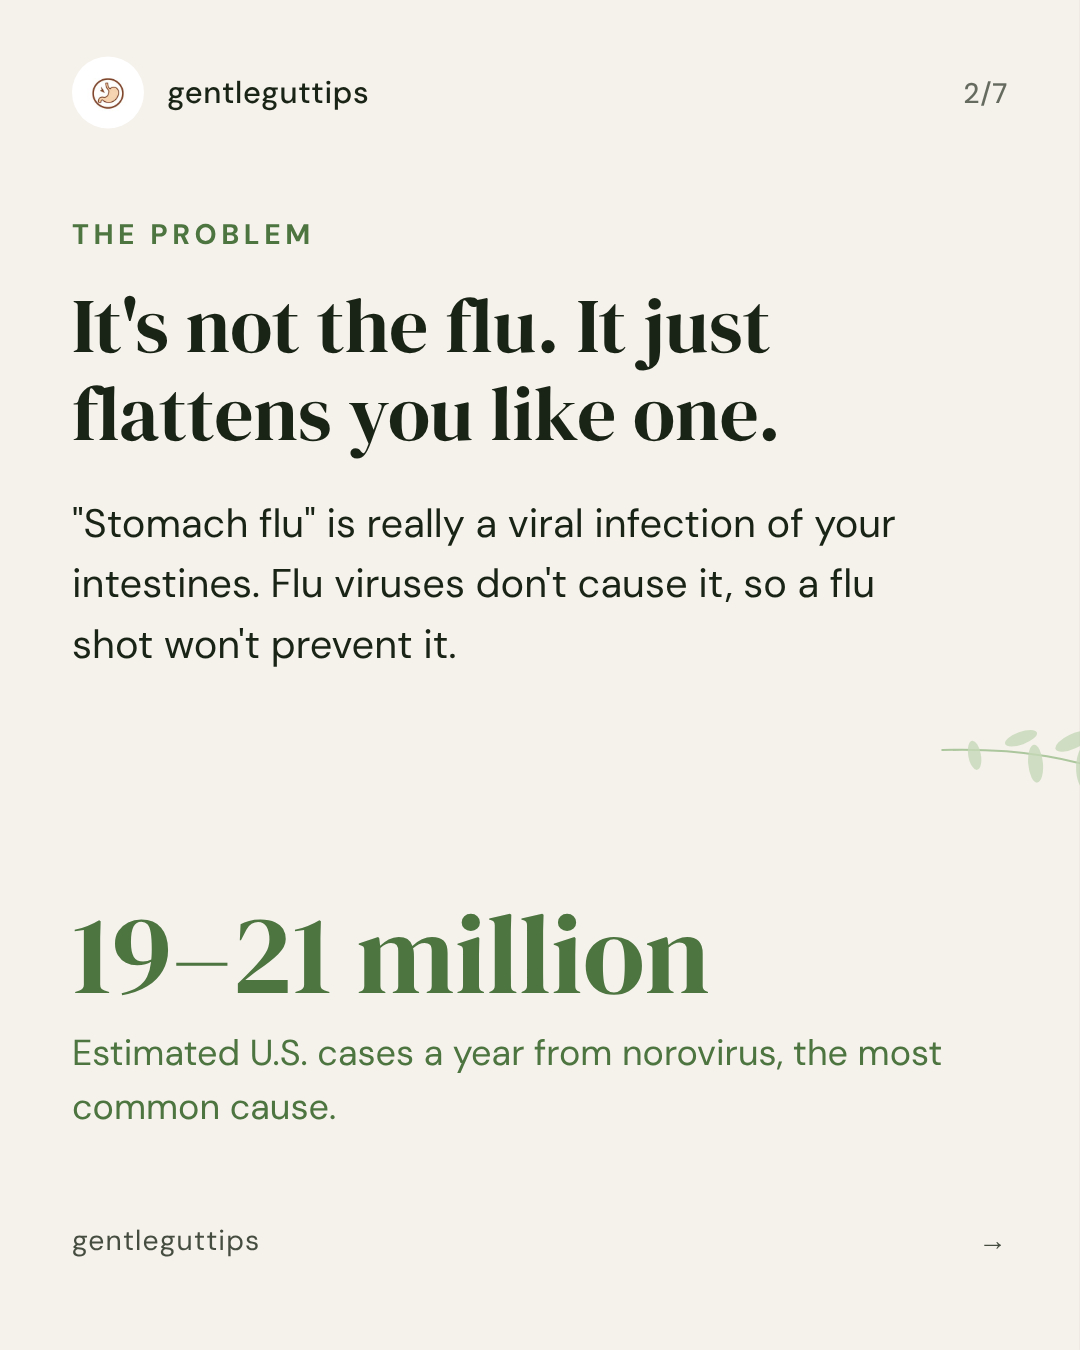 gentleguttips
2/7
THE PROBLEM
It's not the flu. It just
flattens you like one.
"Stomach flu" is really a viral infection of your
intestines. Flu viruses don't cause it, so a flu
shot won't prevent it.
19–21 million
Estimated U.S. cases a year from norovirus, the most
common cause.
gentleguttips
→